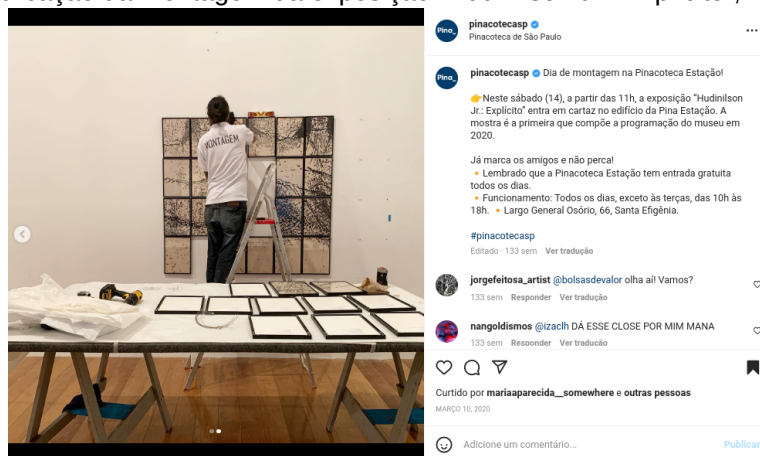 pinacotecasp
Pinacoteca de São Paulo
pinacotecasp Dia de montagem na Pinacoteca Estação!
👉Neste sábado (14), a partir das 11h, a exposição "Hudinilson
Jr.: Explícito" entra em cartaz no edifício da Pina Estação. A
mostra é a primeira que compõe a programação do museu em
2020.
Já marca os amigos e não perca!
🔸Lembrado que a Pinacoteca Estação tem entrada gratuita
todos os dias.
🔸Funcionamento: Todos os dias, exceto às terças, das 10h às
18h. 🔸Largo General Osório, 66, Santa Efigênia.
#pinacotecasp
Editado · 133 sem Ver tradução
jorgefeitosa_artist @bolsasdevalor olha aí! Vamos?
133 sem Responder Ver tradução
nangoldismos @izaclh DÁ ESSE CLOSE POR MIM MANA
133 sem Responder Ver tradução
Curtido por mariaaparecida__somewhere e outras pessoas
MARÇO 10, 2020
Adicione um comentário...
Publicar
Pina_
Pina_
MONTAGEM